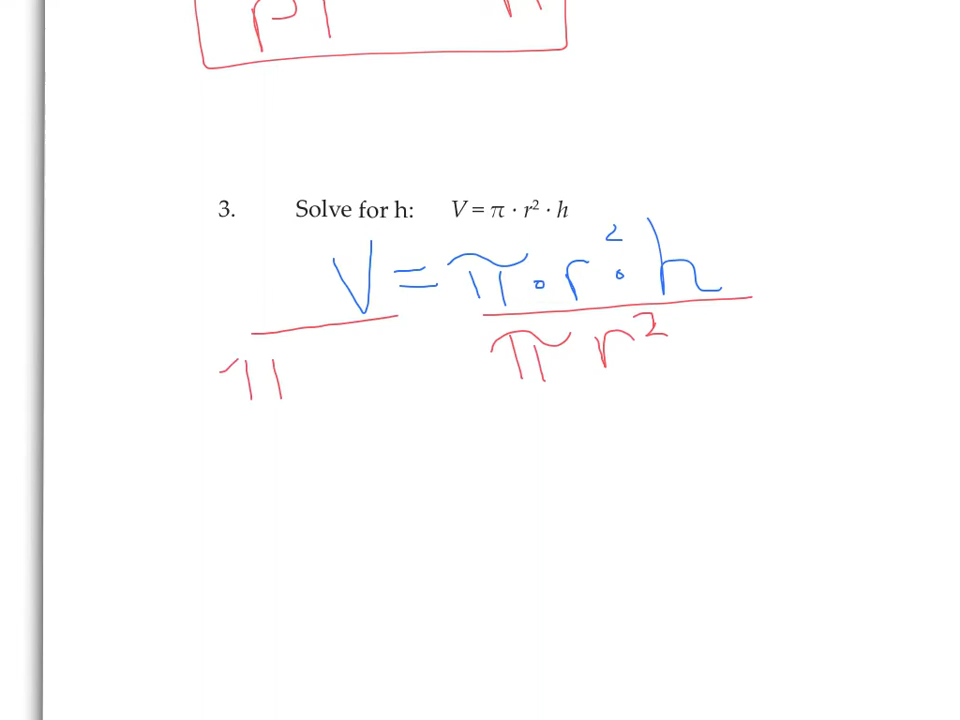 3. Solve for h: V = π · r² · h
V = π · r² · h
π π r²